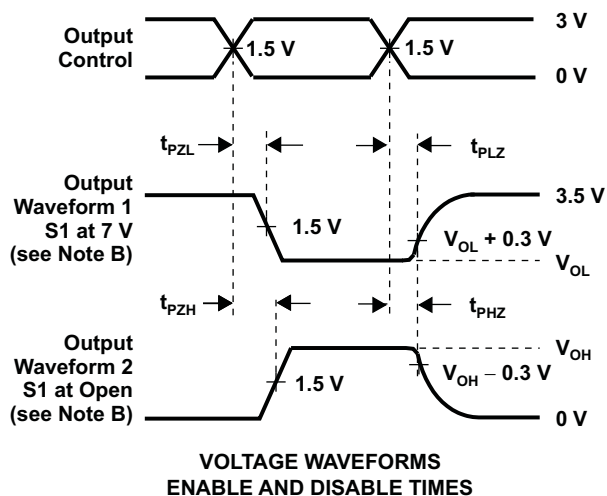 Output
Control
1.5 V
1.5 V
3 V
0 V
tPZL
tPLZ
Output
Waveform 1
S1 at 7 V
(see Note B)
1.5 V
3.5 V
VOL + 0.3 V
VOL
tPZH
tPHZ
Output
Waveform 2
S1 at Open
(see Note B)
1.5 V
VOH
VOH − 0.3 V
0 V
VOLTAGE WAVEFORMS
ENABLE AND DISABLE TIMES